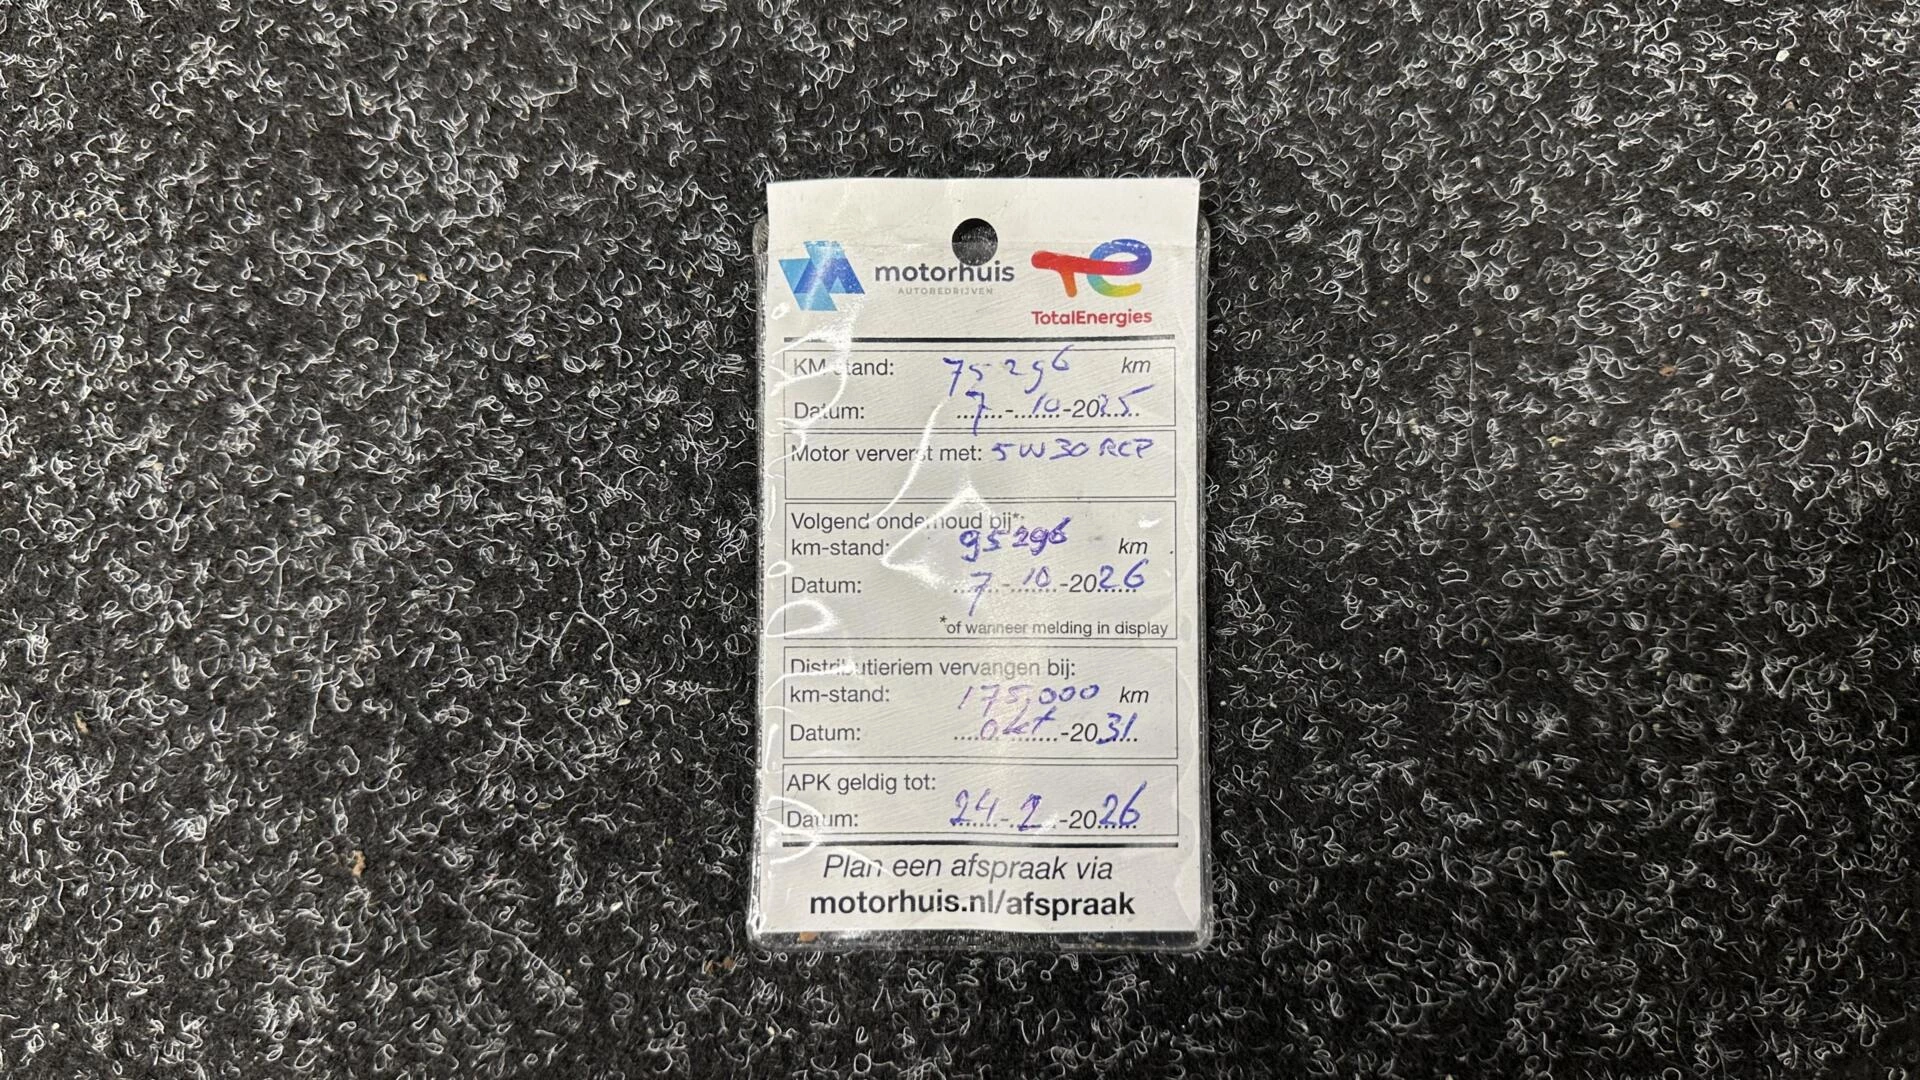 motorhuis
AUTOBEDRIJVEN
TotalEnergies
KM-stand: 75296 km
Datum: 7-10-2025
Motor ververst met: 5W30 RCP
Volgend onderhoud bij*:
km-stand: 95296 km
Datum: 7-10-2026
*of wanneer melding in display
Distributieriem vervangen bij:
km-stand: 175,000 km
Datum: okt-2031
APK geldig tot:
Datum: 24-2-2026
Plan een afspraak via
motorhuis.nl/afspraak